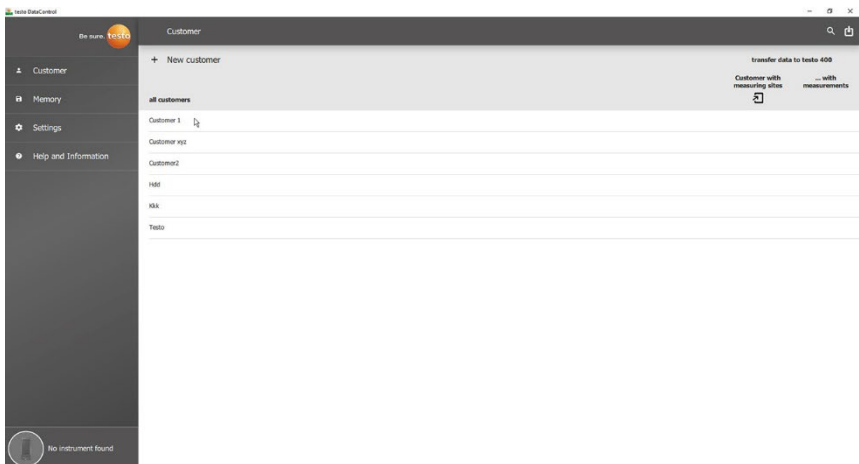 testo DataControl
Be sure. testo
Customer
Customer
Memory
Settings
Help and Information
No instrument found
+ New customer
transfer data to testo 400
Customer with
measuring sites
... with
measurements
all customers
Customer 1
Customer xyz
Customer2
Hdd
Kkk
Testo